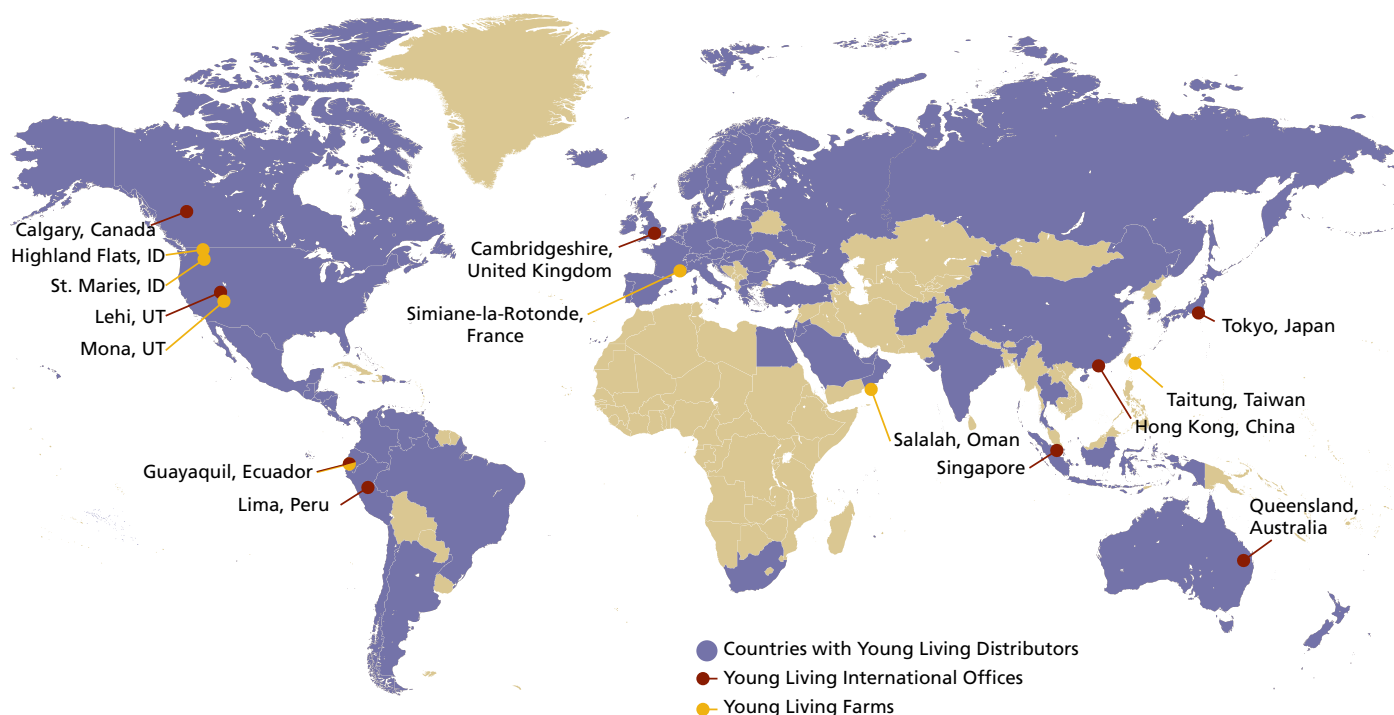 Calgary, Canada
Highland Flats, ID
St. Maries, ID
Lehi, UT
Mona, UT
Cambridgeshire,
United Kingdom
Simiane-la-Rotonde,
France
Tokyo, Japan
Taitung, Taiwan
Hong Kong, China
Salalah, Oman
Singapore
Guayaquil, Ecuador
Lima, Peru
Queensland,
Australia
Countries with Young Living Distributors
Young Living International Offices
Young Living Farms